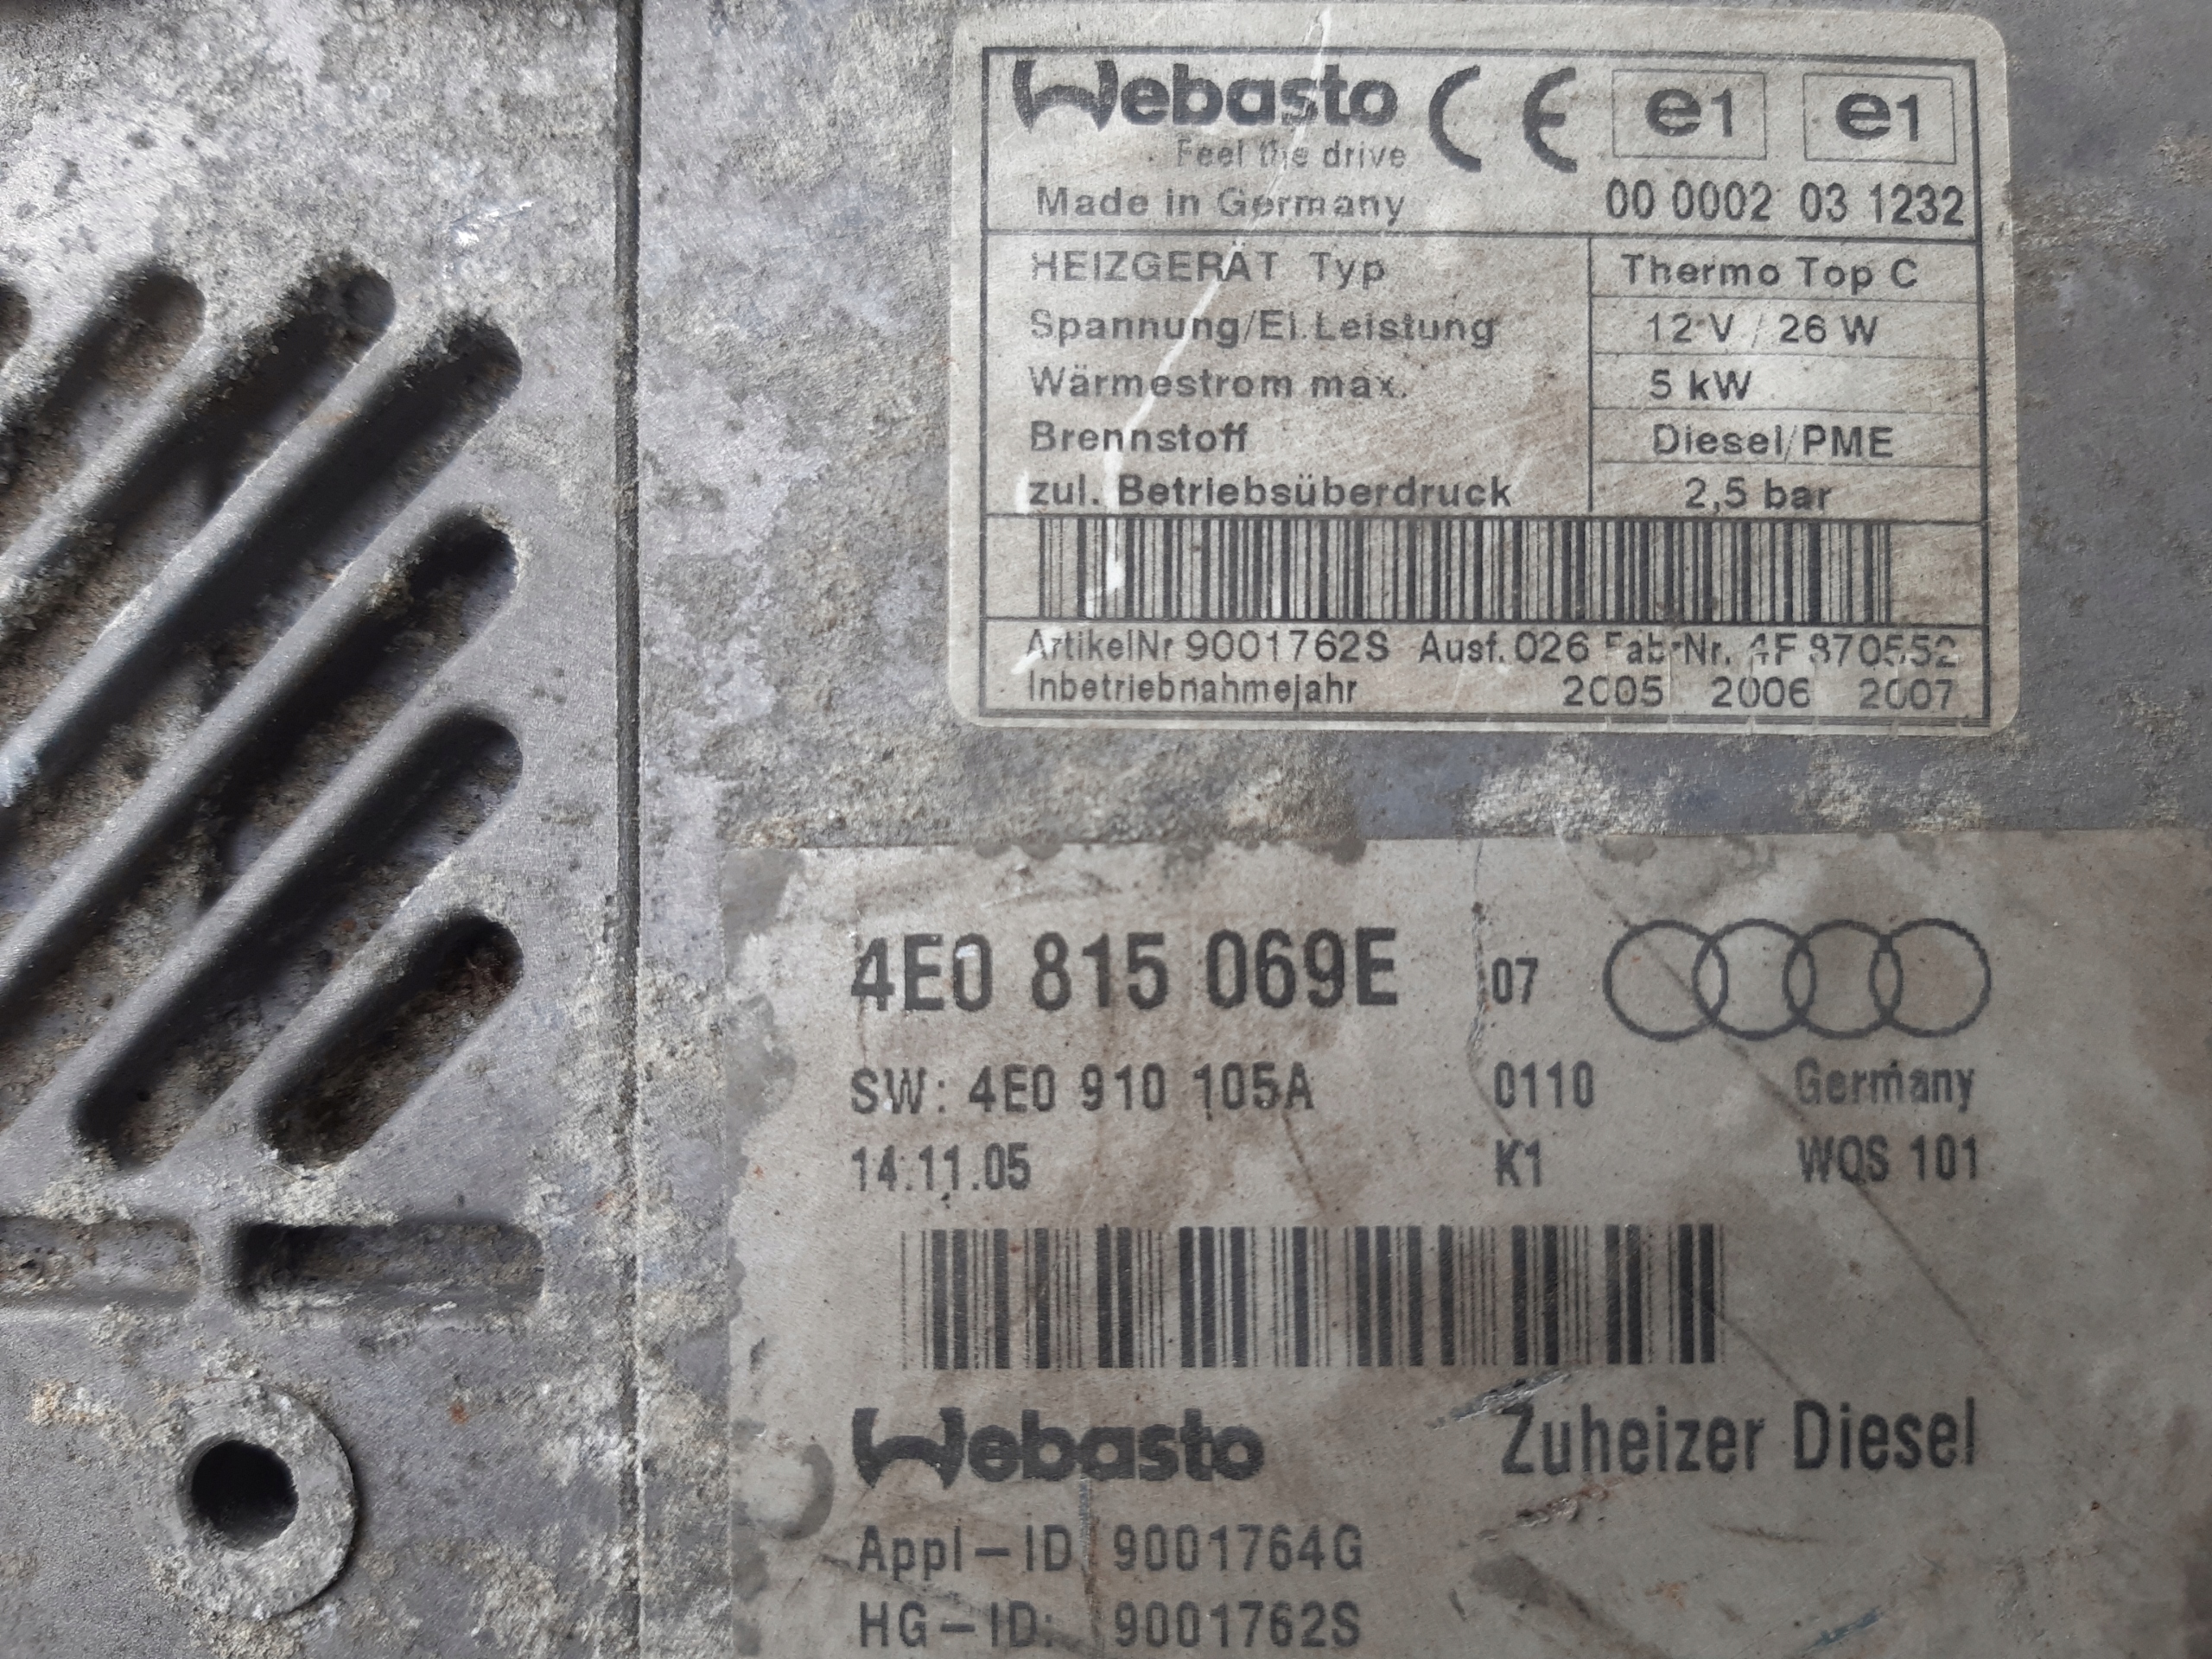 Webasto CE e1 e1
Feel the drive
Made in Germany 00 0002 03 1232
HEIZGERÄT Typ Thermo Top C
Spannung/El.Leistung 12 V / 26 W
Wärmestrom max. 5 kW
Brennstoff Diesel/PME
zul. Betriebsüberdruck 2,5 bar
ArtikelNr 9001762S Ausf. 026 Fab-Nr. 4F 870552
Inbetriebnahmejahr 2005 2006 2007
4E0 815 069E 07
SW: 4E0 910 105A 0110 Germany
14.11.05 K1 WQS 101
Webasto Zuheizer Diesel
Appl-ID 9001764G
HG-ID: 9001762S